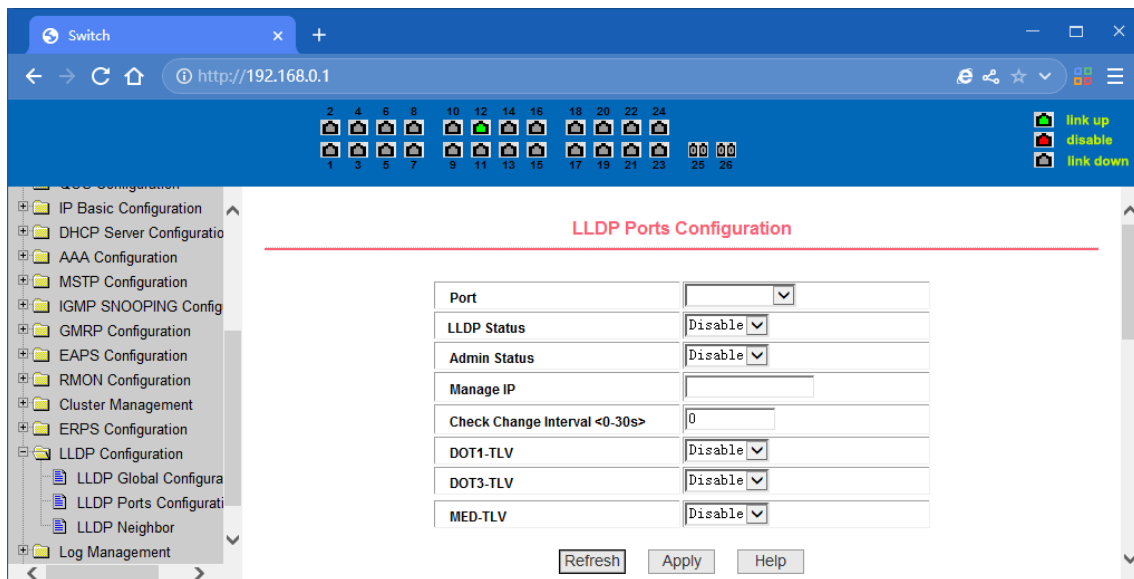 Switch
http://192.168.0.1
2 4 6 8 10 12 14 16 18 20 22 24
1 3 5 7 9 11 13 15 17 19 21 23 25 26
link up
disable
link down
IP Basic Configuration
DHCP Server Configuratio
AAA Configuration
MSTP Configuration
IGMP SNOOPING Config
GMRP Configuration
EAPS Configuration
RMON Configuration
Cluster Management
ERPS Configuration
LLDP Configuration
LLDP Global Configura
LLDP Ports Configurati
LLDP Neighbor
Log Management
LLDP Ports Configuration
Port
LLDP Status Disable
Admin Status Disable
Manage IP
Check Change Interval <0-30s> 0
DOT1-TLV Disable
DOT3-TLV Disable
MED-TLV Disable
Refresh Apply Help